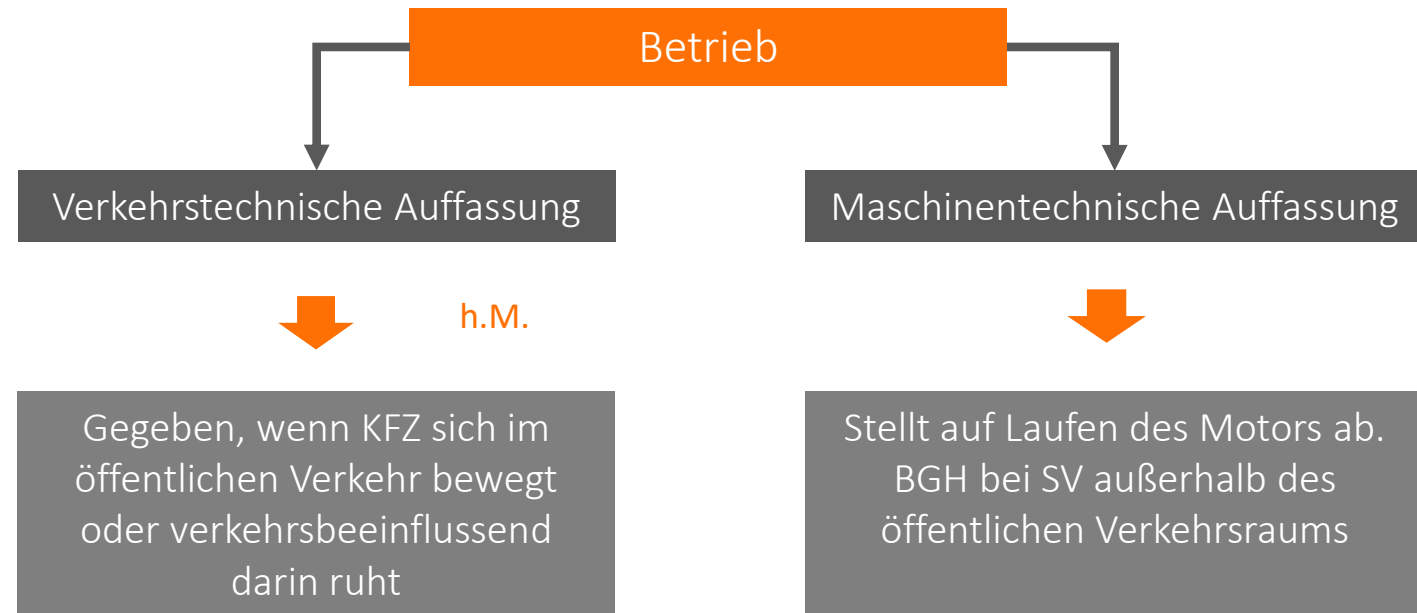 Betrieb
Verkehrstechnische Auffassung
Maschinentechnische Auffassung
h.M.
Gegeben, wenn KFZ sich im
öffentlichen Verkehr bewegt
oder verkehrsbeeinflussend
darin ruht
Stellt auf Laufen des Motors ab.
BGH bei SV außerhalb des
öffentlichen Verkehrsraums